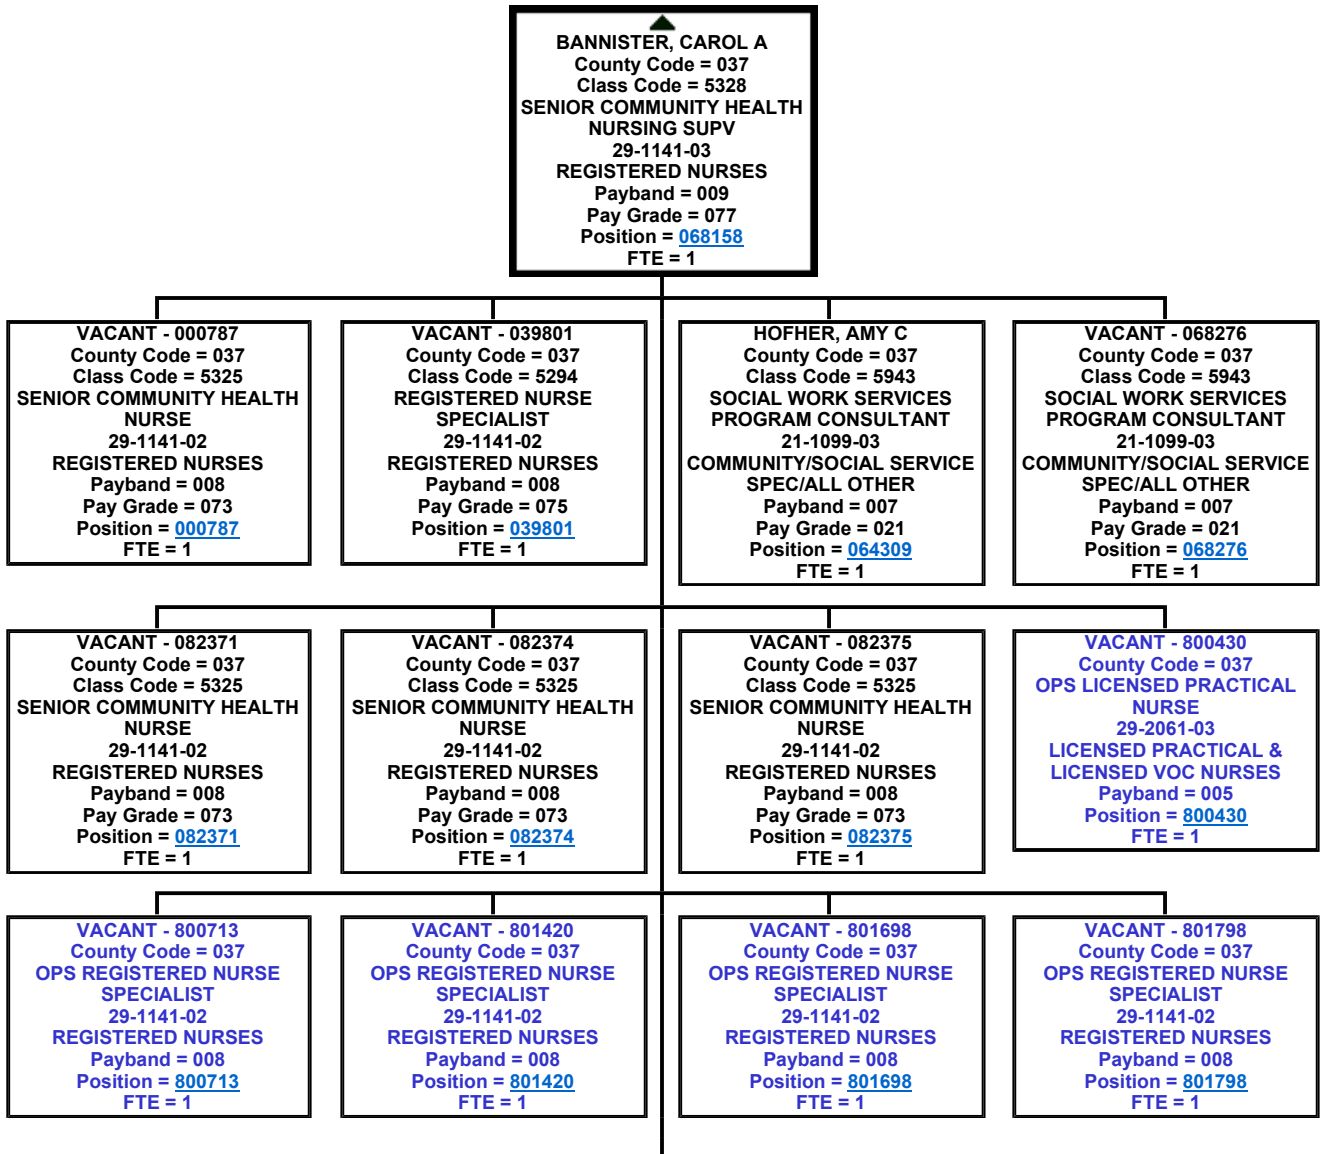 BANNISTER, CAROL A
County Code = 037
Class Code = 5328
SENIOR COMMUNITY HEALTH
NURSING SUPV
29-1141-03
REGISTERED NURSES
Payband = 009
Pay Grade = 077
Position = 068158
FTE = 1
VACANT - 000787
County Code = 037
Class Code = 5325
SENIOR COMMUNITY HEALTH
NURSE
29-1141-02
REGISTERED NURSES
Payband = 008
Pay Grade = 073
Position = 000787
FTE = 1
VACANT - 039801
County Code = 037
Class Code = 5294
REGISTERED NURSE
SPECIALIST
29-1141-02
REGISTERED NURSES
Payband = 008
Pay Grade = 075
Position = 039801
FTE = 1
HOFHER, AMY C
County Code = 037
Class Code = 5943
SOCIAL WORK SERVICES
PROGRAM CONSULTANT
21-1099-03
COMMUNITY/SOCIAL SERVICE
SPEC/ALL OTHER
Payband = 007
Pay Grade = 021
Position = 064309
FTE = 1
VACANT - 068276
County Code = 037
Class Code = 5943
SOCIAL WORK SERVICES
PROGRAM CONSULTANT
21-1099-03
COMMUNITY/SOCIAL SERVICE
SPEC/ALL OTHER
Payband = 007
Pay Grade = 021
Position = 068276
FTE = 1
VACANT - 082371
County Code = 037
Class Code = 5325
SENIOR COMMUNITY HEALTH
NURSE
29-1141-02
REGISTERED NURSES
Payband = 008
Pay Grade = 073
Position = 082371
FTE = 1
VACANT - 082374
County Code = 037
Class Code = 5325
SENIOR COMMUNITY HEALTH
NURSE
29-1141-02
REGISTERED NURSES
Payband = 008
Pay Grade = 073
Position = 082374
FTE = 1
VACANT - 082375
County Code = 037
Class Code = 5325
SENIOR COMMUNITY HEALTH
NURSE
29-1141-02
REGISTERED NURSES
Payband = 008
Pay Grade = 073
Position = 082375
FTE = 1
VACANT - 800430
County Code = 037
OPS LICENSED PRACTICAL
NURSE
29-2061-03
LICENSED PRACTICAL &
LICENSED VOC NURSES
Payband = 005
Position = 800430
FTE = 1
VACANT - 800713
County Code = 037
OPS REGISTERED NURSE
SPECIALIST
29-1141-02
REGISTERED NURSES
Payband = 008
Position = 800713
FTE = 1
VACANT - 801420
County Code = 037
OPS REGISTERED NURSE
SPECIALIST
29-1141-02
REGISTERED NURSES
Payband = 008
Position = 801420
FTE = 1
VACANT - 801698
County Code = 037
OPS REGISTERED NURSE
SPECIALIST
29-1141-02
REGISTERED NURSES
Payband = 008
Position = 801698
FTE = 1
VACANT - 801798
County Code = 037
OPS REGISTERED NURSE
SPECIALIST
29-1141-02
REGISTERED NURSES
Payband = 008
Position = 801798
FTE = 1